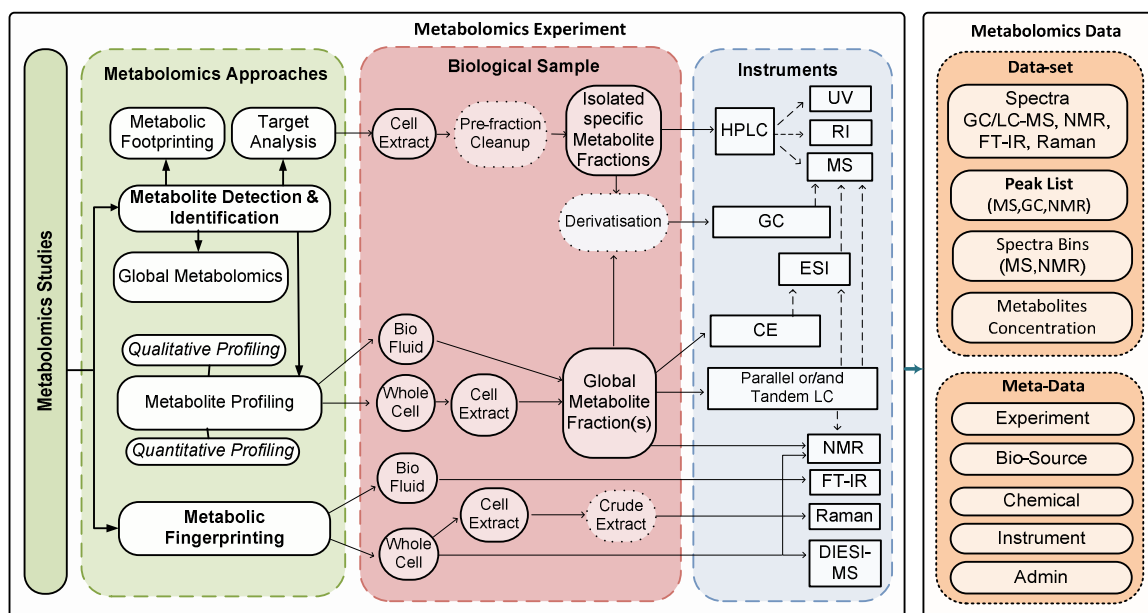 Metabolomics Experiment
Metabolomics Studies
Metabolomics Approaches
Metabolic
Footprinting
Target
Analysis
Metabolite Detection &
Identification
Global Metabolomics
Qualitative Profiling
Metabolite Profiling
Quantitative Profiling
Metabolic
Fingerprinting
Biological Sample
Cell
Extract
Pre-fraction
Cleanup
Isolated
specific
Metabolite
Fractions
Derivatisation
Bio
Fluid
Whole
Cell
Cell
Extract
Global
Metabolite
Fraction(s)
Bio
Fluid
Cell
Extract
Crude
Extract
Whole
Cell
Instruments
HPLC
UV
RI
MS
GC
ESI
CE
Parallel or/and
Tandem LC
NMR
FT-IR
Raman
DIESI-
MS
Metabolomics Data
Data-set
Spectra
GC/LC-MS, NMR,
FT-IR, Raman
Peak List
(MS,GC,NMR)
Spectra Bins
(MS,NMR)
Metabolites
Concentration
Meta-Data
Experiment
Bio-Source
Chemical
Instrument
Admin